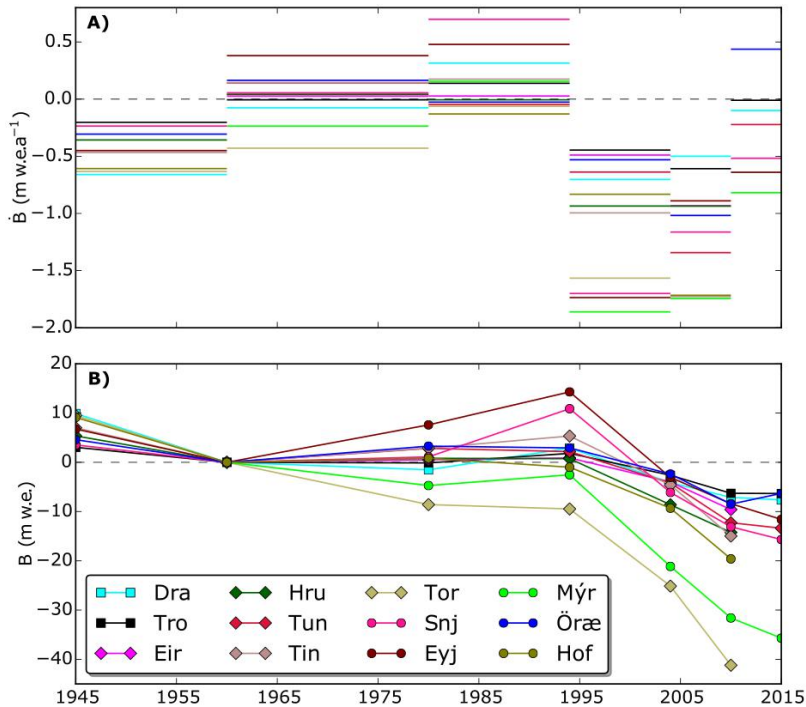 A)
0.5
0.0
−0.5
−1.0
−1.5
−2.0
Ḃ (m w.e.a−1)
B)
20
10
0
−10
−20
−30
−40
B (m w.e.)
Dra Hru Tor Mýr
Tro Tun Snj Öræ
Eir Tin Eyj Hof
1945 1955 1965 1975 1985 1995 2005 2015